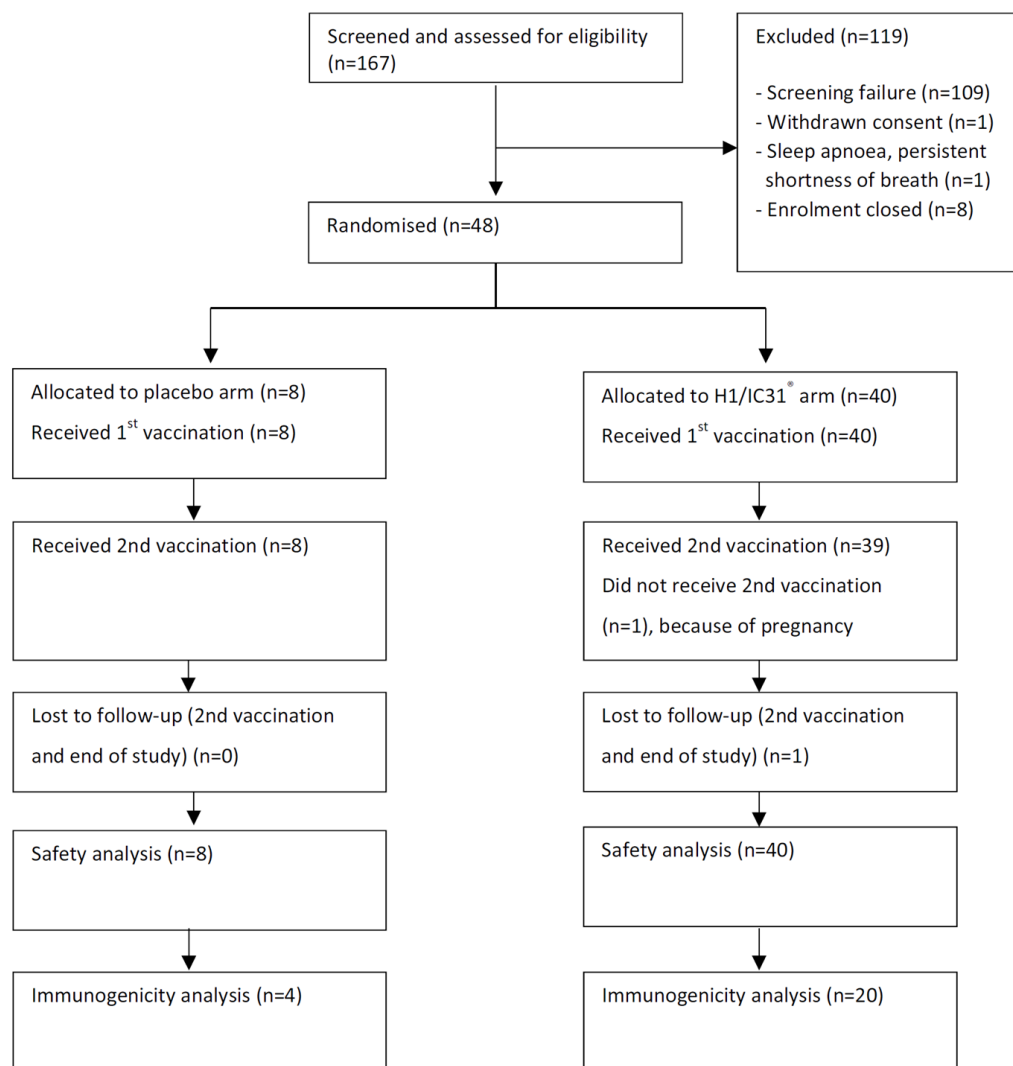 Screened and assessed for eligibility
(n=167)
Excluded (n=119)
- Screening failure (n=109)
- Withdrawn consent (n=1)
- Sleep apnoea, persistent
shortness of breath (n=1)
- Enrolment closed (n=8)
Randomised (n=48)
Allocated to placebo arm (n=8)
Received 1st vaccination (n=8)
Allocated to H1/IC31® arm (n=40)
Received 1st vaccination (n=40)
Received 2nd vaccination (n=8)
Received 2nd vaccination (n=39)
Did not receive 2nd vaccination
(n=1), because of pregnancy
Lost to follow-up (2nd vaccination
and end of study) (n=0)
Lost to follow-up (2nd vaccination
and end of study) (n=1)
Safety analysis (n=8)
Safety analysis (n=40)
Immunogenicity analysis (n=4)
Immunogenicity analysis (n=20)